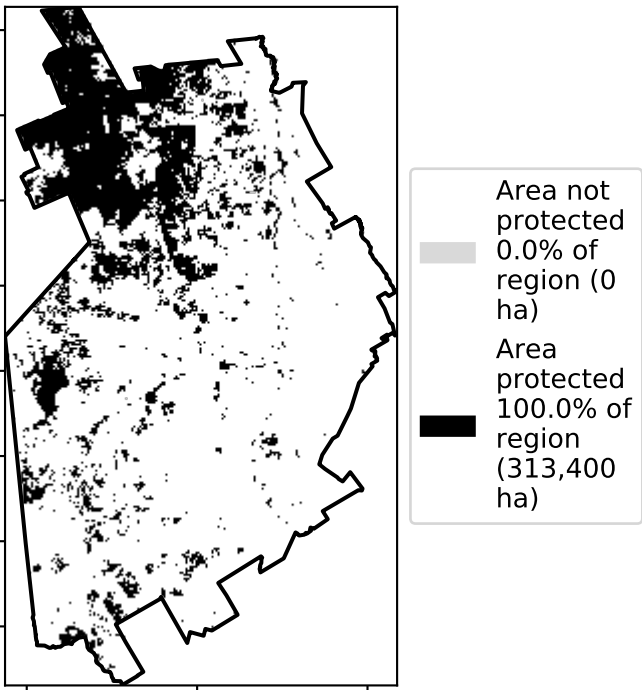 Area not
protected
0.0% of
region (0
ha)
Area
protected
100.0% of
region
(313,400
ha)